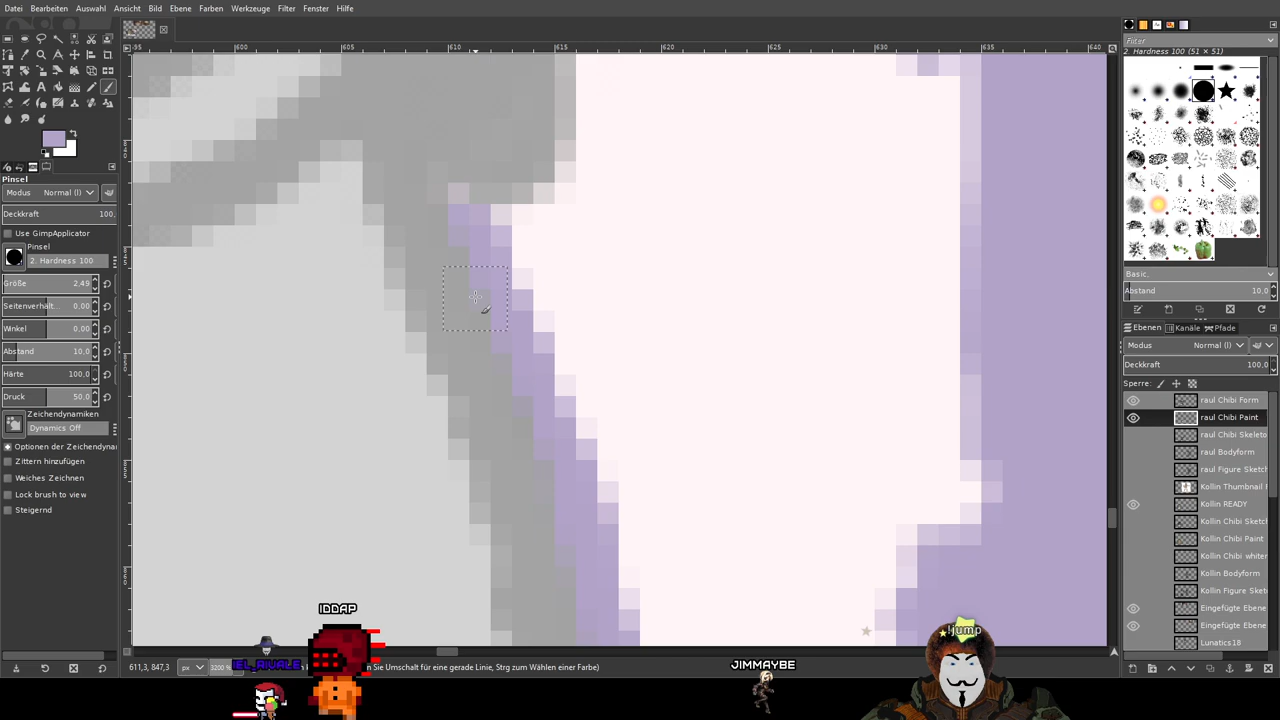 Datei Bearbeiten Auswahl Ansicht Bild Ebene Farben Werkzeuge Filter Fenster Hilfe
600 605 610 615 620 625 630 635 640
Pinsel
Modus Normal (l)
Deckkraft 100,
Use GimpApplicator
Pinsel
2. Hardness 100
Größe 2,49
Seitenverhält... 0,00
Winkel 0,00
Abstand 10,0
Härte 100,0
Druck 50,0
Zeichendynamiken
Dynamics Off
Optionen der Zeichendynar
Zittern hinzufügen
Weiches Zeichnen
Lock brush to view
Steigernd
Filter
2. Hardness 100 (51 × 51)
Basic,
Abstand 10,0
Ebenen Kanäle Pfade
Modus Normal (l)
Deckkraft 100,0
Sperre:
raul Chibi Form
raul Chibi Paint
raul Chibi Skeleto
raul Bodyform
raul Figure Sketc
Kollin Thumbnail
Kollin READY
Kollin Chibi Sketch
Kollin Chibi Paint
Kollin Chibi whiter
Kollin Bodyform
Kollin Figure Sket
Eingefügte Ebene
Eingefügte Ebene
Lunatics18
611,3, 847,3 px 3200 % Sie Umschalt für eine gerade Linie, Strg zum Wählen einer Farbe)
IDDAP
IEL_RIVALE
JIMMAYBE
!jump